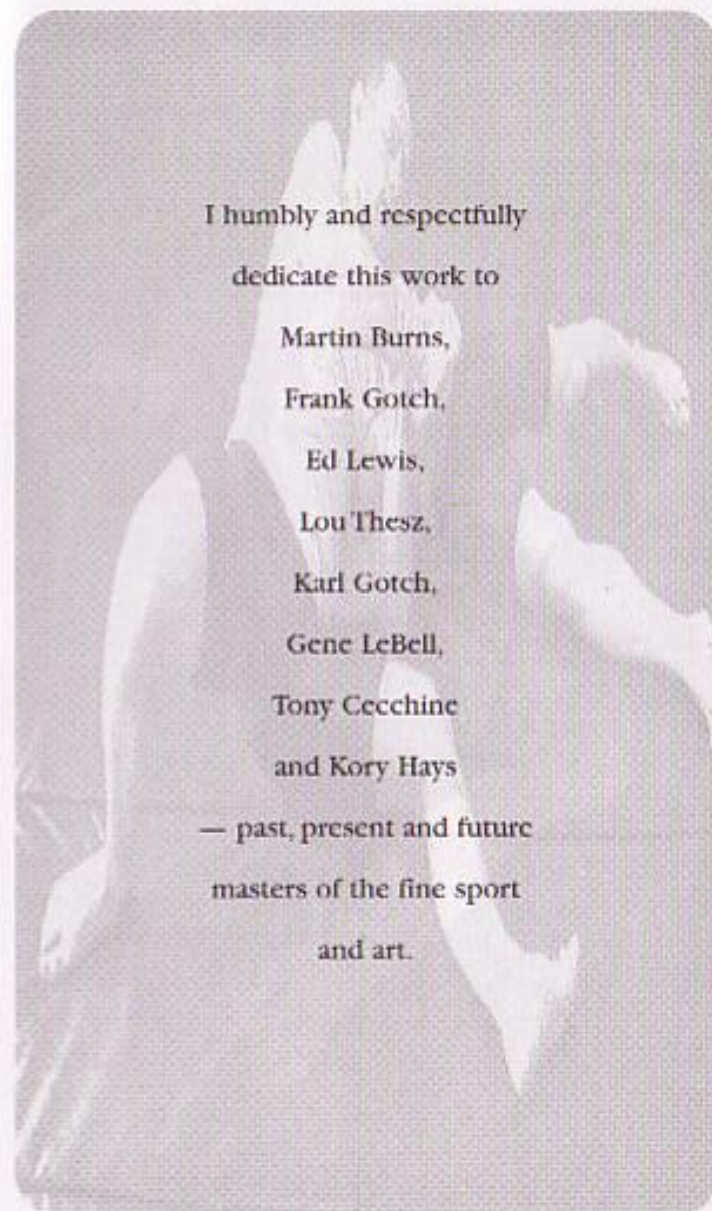 I humbly and respectfully
dedicate this work to
Martin Burns,
Frank Gotch,
Ed Lewis,
Lou Thesz,
Karl Gotch,
Gene LeBell,
Tony Cecchine
and Kory Hays
— past, present and future
masters of the fine sport
and art.